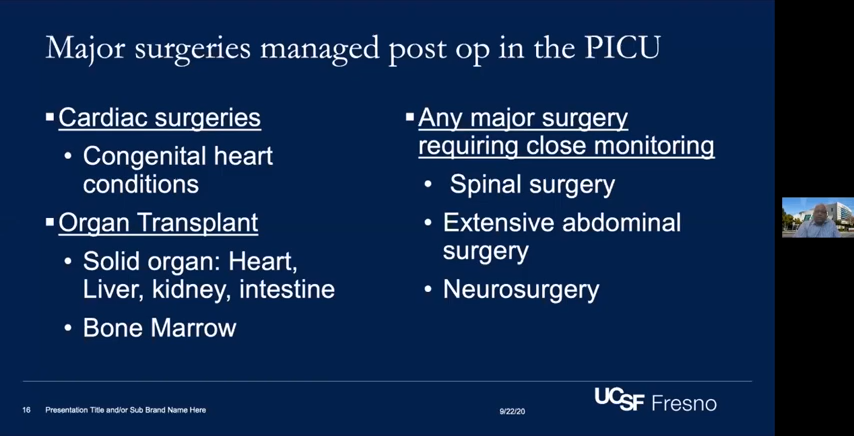 Major surgeries managed post op in the PICU
▪Cardiac surgeries
• Congenital heart
conditions
▪Organ Transplant
• Solid organ: Heart,
Liver, kidney, intestine
• Bone Marrow
▪Any major surgery
requiring close monitoring
• Spinal surgery
• Extensive abdominal
surgery
• Neurosurgery
16 Presentation Title and/or Sub Brand Name Here
9/22/20
UCSF Fresno